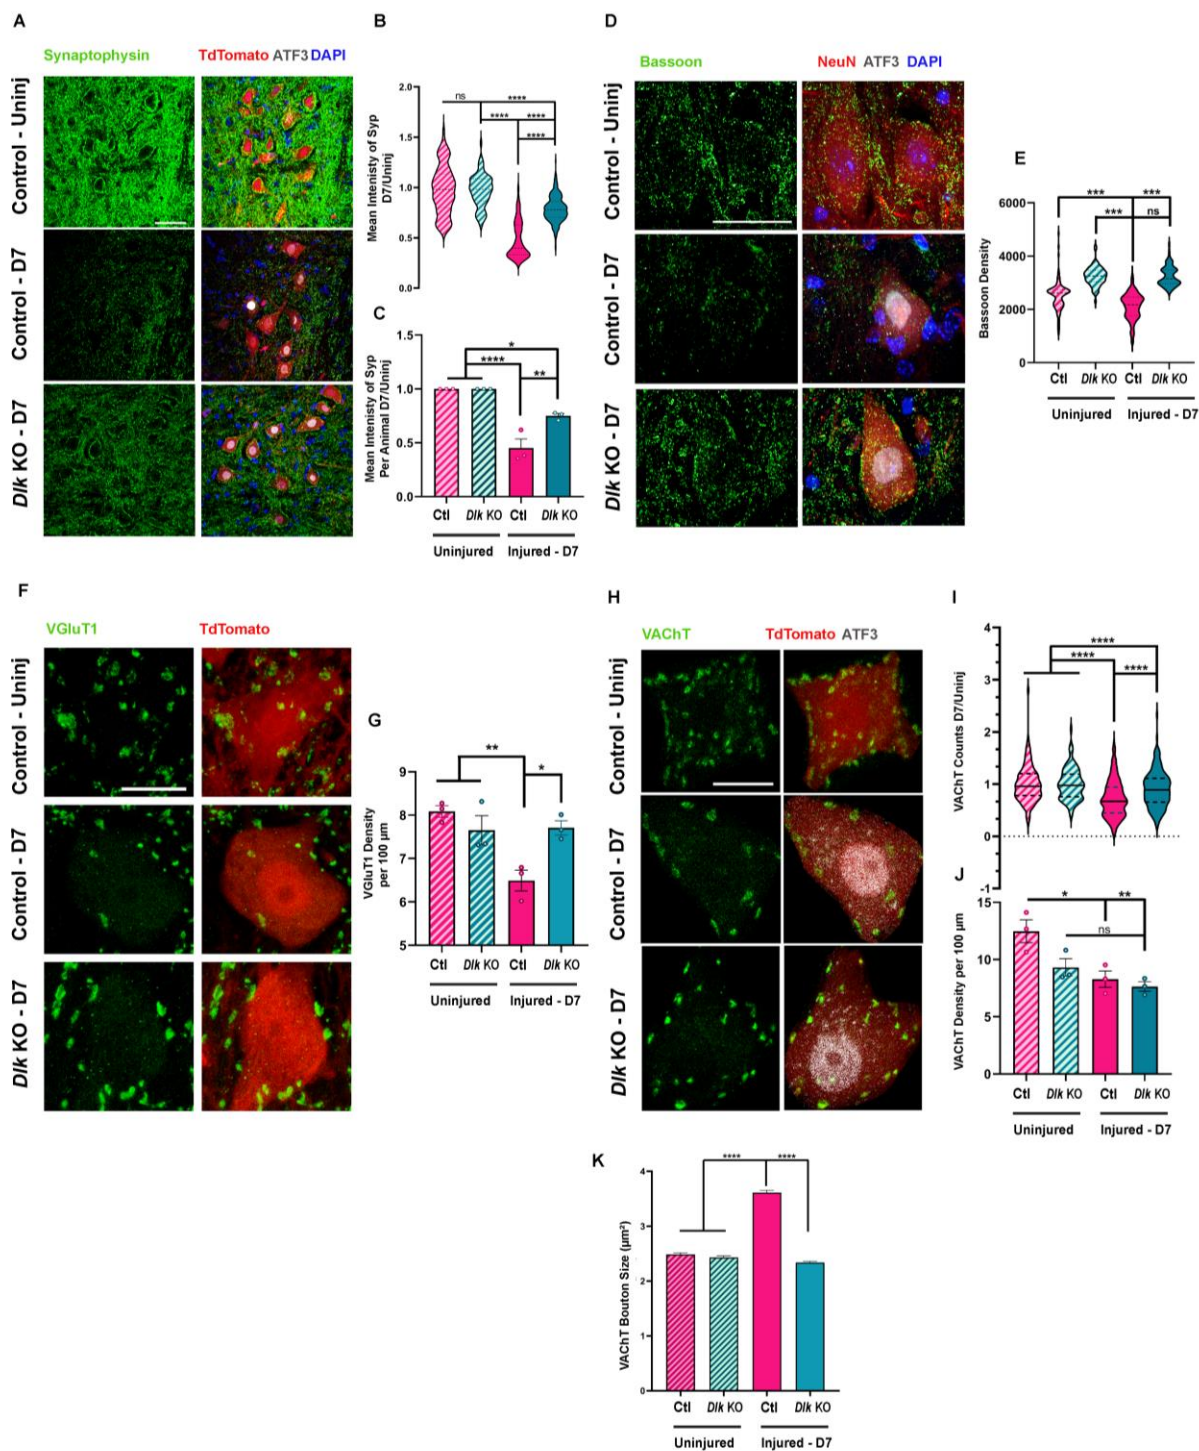 A
Synaptophysin
TdTomato ATF3 DAPI
Control - Uninj
Control - D7
Dlk KO - D7
B
Mean Intenisty of Syp
D7/Uninj
2.0
1.5
1.0
0.5
0.0
ns
****
****
****
****
C
Mean Intenisty of Syp
Per Animal D7/Uninj
1.5
1.0
0.5
0.0
*
****
**
Ctl
Dlk KO
Ctl
Dlk KO
Uninjured
Injured - D7
D
Bassoon
NeuN ATF3 DAPI
Control - Uninj
Control - D7
Dlk KO - D7
E
Bassoon Density
6000
4000
2000
0
***
***
***
ns
Ctl
Dlk KO
Ctl
Dlk KO
Uninjured
Injured - D7
F
VGluT1
TdTomato
Control - Uninj
Control - D7
Dlk KO - D7
G
VGluT1 Density
per 100 µm
9
8
7
6
5
**
*
Ctl
Dlk KO
Ctl
Dlk KO
Uninjured
Injured - D7
H
VAChT
TdTomato ATF3
Control - Uninj
Control - D7
Dlk KO - D7
I
VAChT Counts D7/Uninj
4
3
2
1
0
-1
****
****
****
J
VAChT Density per 100 µm
15
10
5
0
*
**
ns
Ctl
Dlk KO
Ctl
Dlk KO
Uninjured
Injured - D7
K
VAChT Bouton Size (µm²)
4
3
2
1
0
****
****
Ctl
Dlk KO
Ctl
Dlk KO
Uninjured
Injured - D7